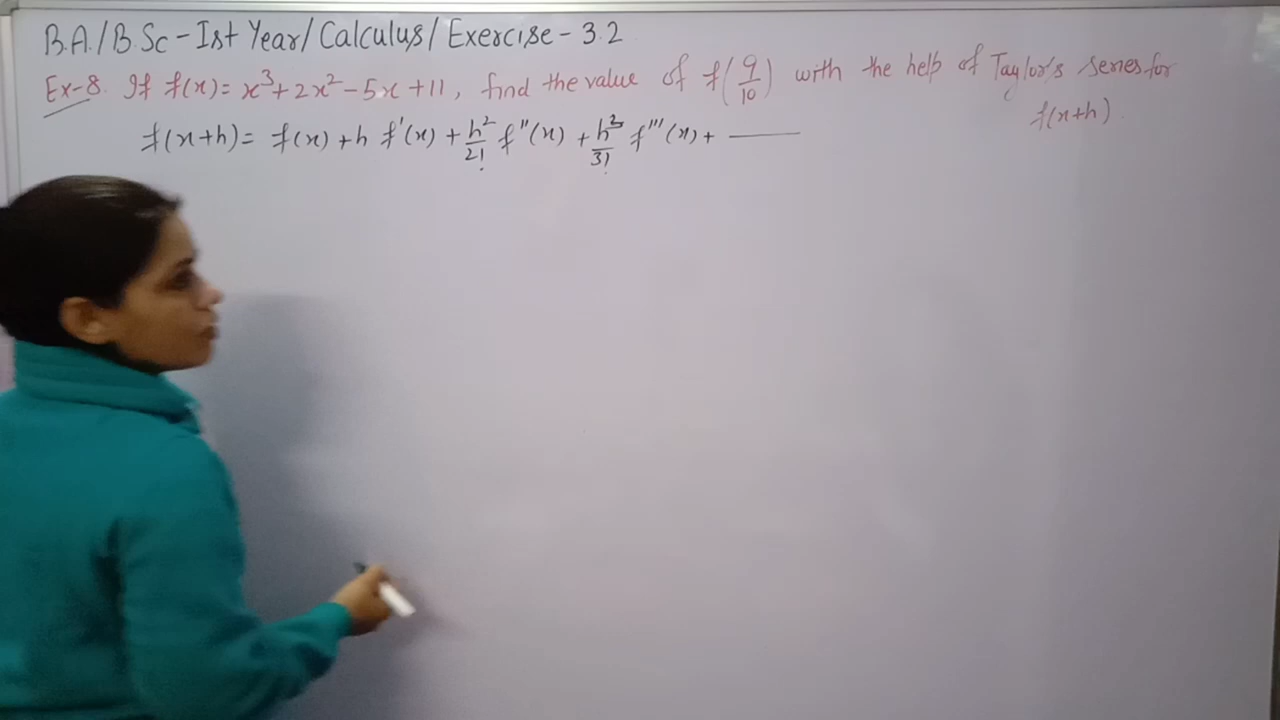 B.A./B.Sc - Ist Year/Calculus/Exercise - 3.2
Ex-8. If f(x) = x³ + 2x² - 5x + 11, find the value of f(9/10) with the help of Taylor's series for
f(x+h).
f(x+h) = f(x) + h f'(x) + h²/2! f''(x) + h³/3! f'''(x) + ———